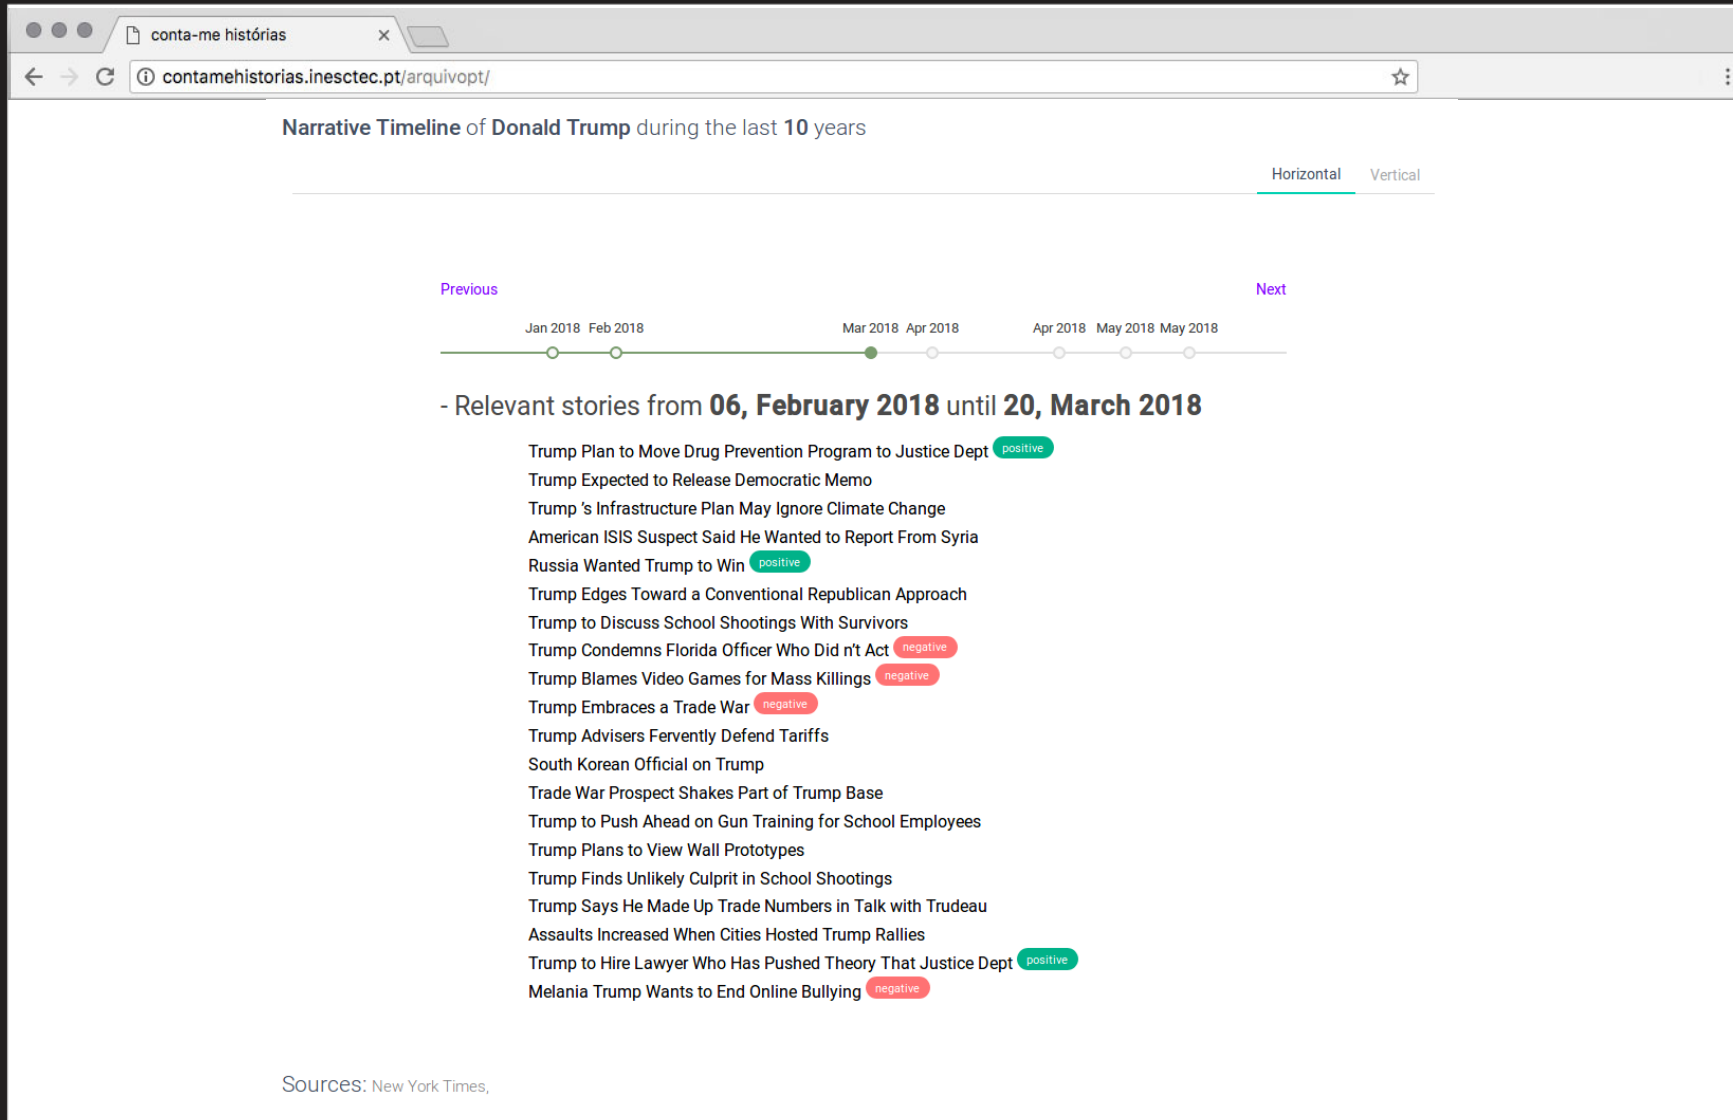 conta-me histórias
contamehistorias.inesctec.pt/arquivopt/
Narrative Timeline of Donald Trump during the last 10 years
Horizontal Vertical
Previous Next
Jan 2018 Feb 2018 Mar 2018 Apr 2018 Apr 2018 May 2018 May 2018
- Relevant stories from 06, February 2018 until 20, March 2018
Trump Plan to Move Drug Prevention Program to Justice Dept positive
Trump Expected to Release Democratic Memo
Trump 's Infrastructure Plan May Ignore Climate Change
American ISIS Suspect Said He Wanted to Report From Syria
Russia Wanted Trump to Win positive
Trump Edges Toward a Conventional Republican Approach
Trump to Discuss School Shootings With Survivors
Trump Condemns Florida Officer Who Did n't Act negative
Trump Blames Video Games for Mass Killings negative
Trump Embraces a Trade War negative
Trump Advisers Fervently Defend Tariffs
South Korean Official on Trump
Trade War Prospect Shakes Part of Trump Base
Trump to Push Ahead on Gun Training for School Employees
Trump Plans to View Wall Prototypes
Trump Finds Unlikely Culprit in School Shootings
Trump Says He Made Up Trade Numbers in Talk with Trudeau
Assaults Increased When Cities Hosted Trump Rallies
Trump to Hire Lawyer Who Has Pushed Theory That Justice Dept positive
Melania Trump Wants to End Online Bullying negative
Sources: New York Times,